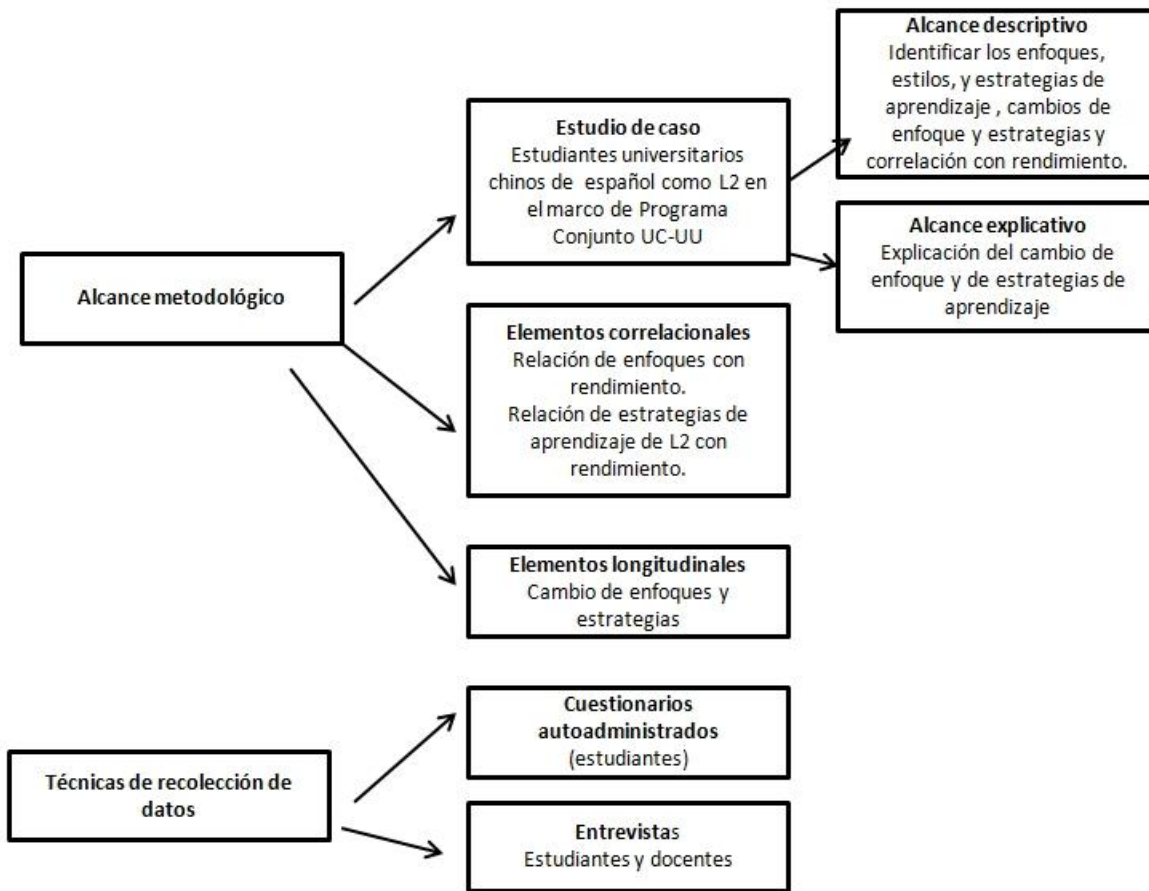 Alcance metodológico
Estudio de caso
Estudiantes universitarios
chinos de español como L2 en
el marco de Programa
Conjunto UC-UU
Alcance descriptivo
Identificar los enfoques,
estilos, y estrategias de
aprendizaje , cambios de
enfoque y estrategias y
correlación con rendimiento.
Alcance explicativo
Explicación del cambio de
enfoque y de estrategias de
aprendizaje
Elementos correlacionales
Relación de enfoques con
rendimiento.
Relación de estrategias de
aprendizaje de L2 con
rendimiento.
Elementos longitudinales
Cambio de enfoques y
estrategias
Técnicas de recolección de
datos
Cuestionarios
autoadministrados
(estudiantes)
Entrevistas
Estudiantes y docentes